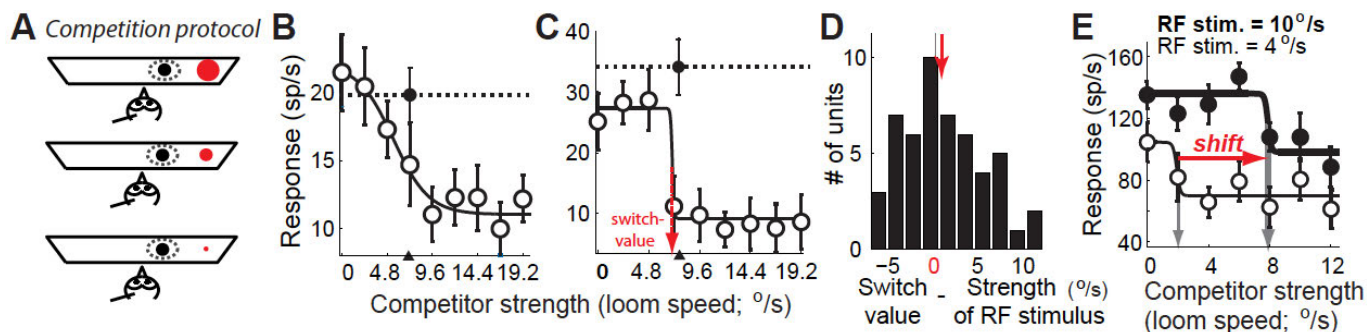 A Competition protocol
B
Response (sp/s)
20
15
10
0 4.8 9.6 14.4 19.2
C
40
30
20
10
switch-
value
0 4.8 9.6 14.4 19.2
Competitor strength (loom speed; °/s)
D
# of units
10
5
0
−5 0 5 10
Switch value - Strength of RF stimulus (°/s)
E
RF stim. = 10°/s
RF stim. = 4°/s
160
140
100
80
60
40
shift
0 4 8 12
Competitor strength
(loom speed; °/s)